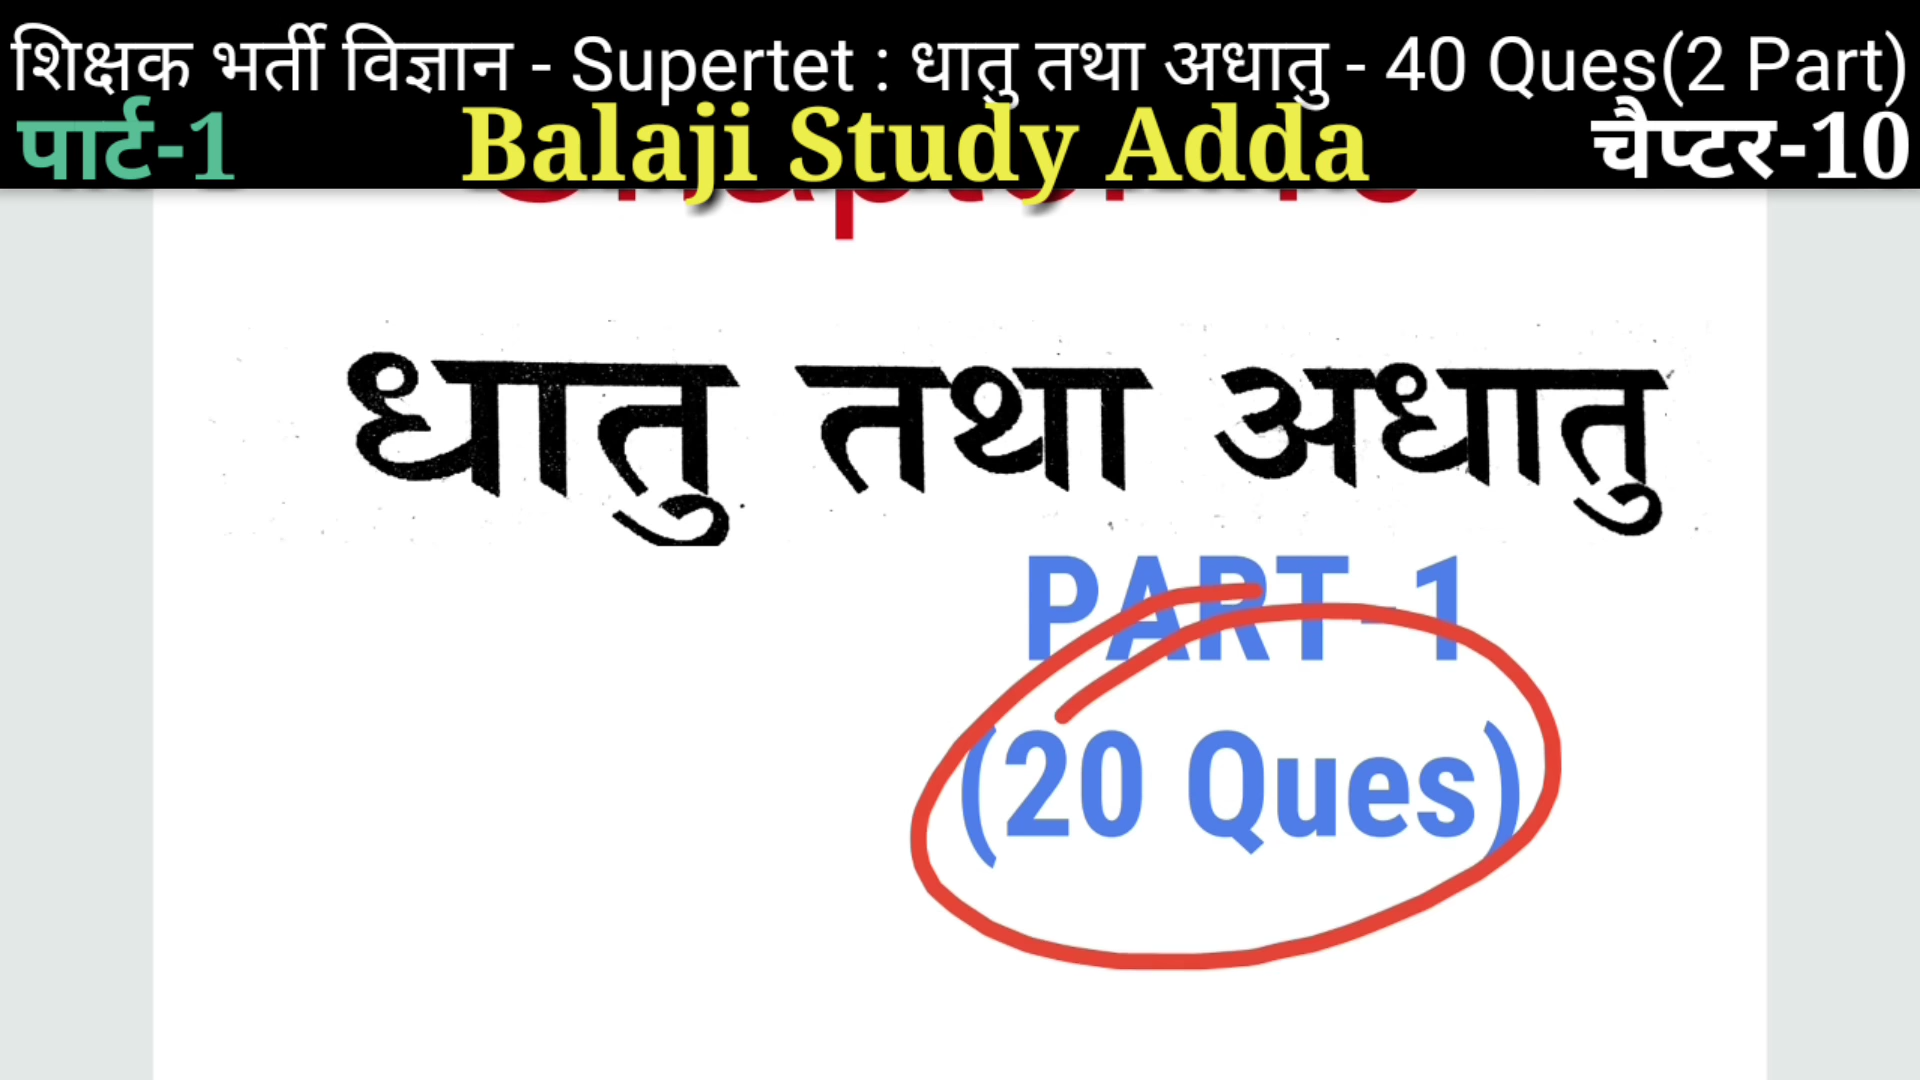 शिक्षक भर्ती विज्ञान - Supertet : धातु तथा अधातु - 40 Ques(2 Part)
पार्ट-1 Balaji Study Adda चैप्टर-10
धातु तथा अधातु
PART-1
(20 Ques)